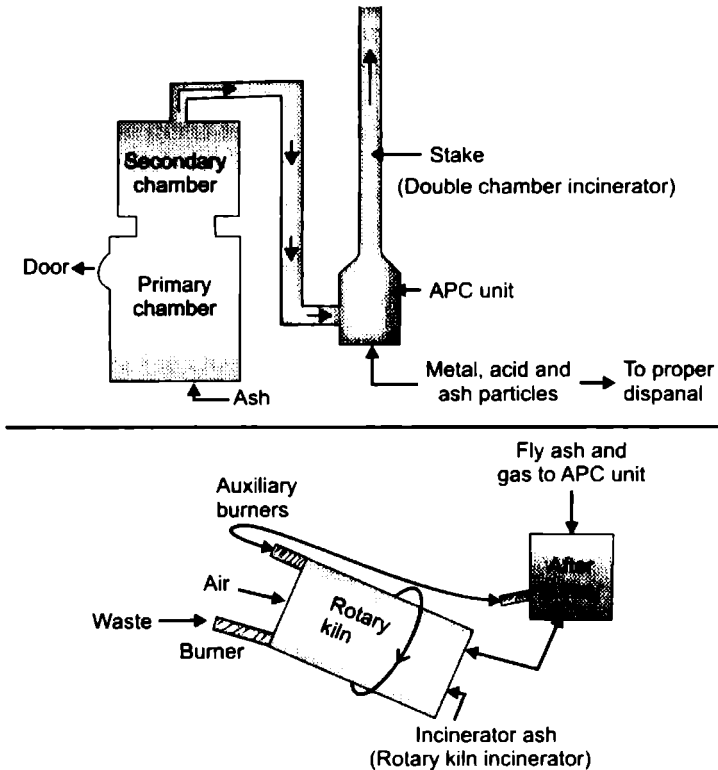 Secondary
chamber
Stake
(Double chamber incinerator)
Door
Primary
chamber
APC unit
Ash
Metal, acid and
ash particles
To proper
dispanal
Fly ash and
gas to APC unit
Auxiliary
burners
After
Air
Rotary
kiln
Waste
Burner
Incinerator ash
(Rotary kiln incinerator)